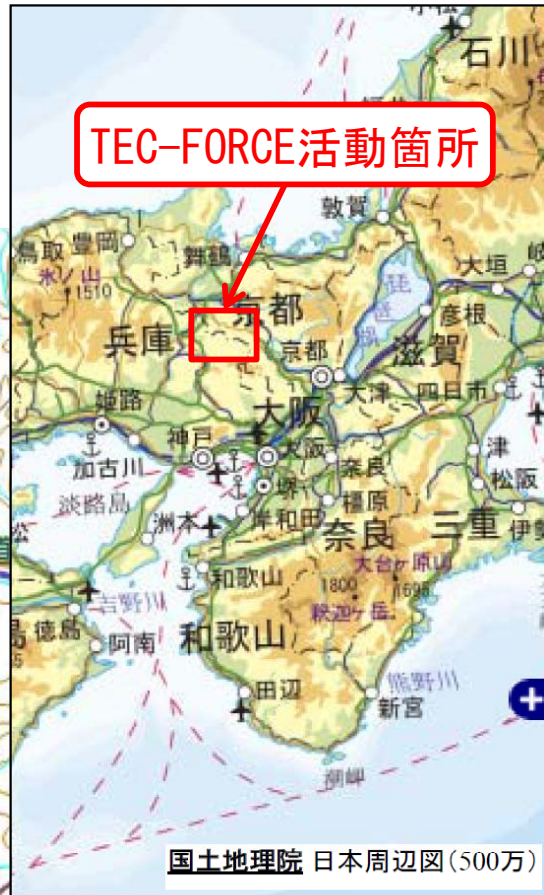 石川
TEC-FORCE活動箇所
敦賀
鳥取
豊岡
舞鶴
氷ノ山
1510
大垣
琵琶湖
彦根
京都
兵庫
京都
滋賀
大津
四日市
姫路
大阪
神戸
大阪
加古川
奈良
津
堺
松阪
淡路島
橿原
洲本
岸和田
奈良
三重
大台ヶ原山
和歌山
1800
1695
吉野川
釈迦ヶ岳
徳島
阿南
和歌山
熊野川
田辺
新宮
潮岬
国土地理院 日本周辺図(500万)